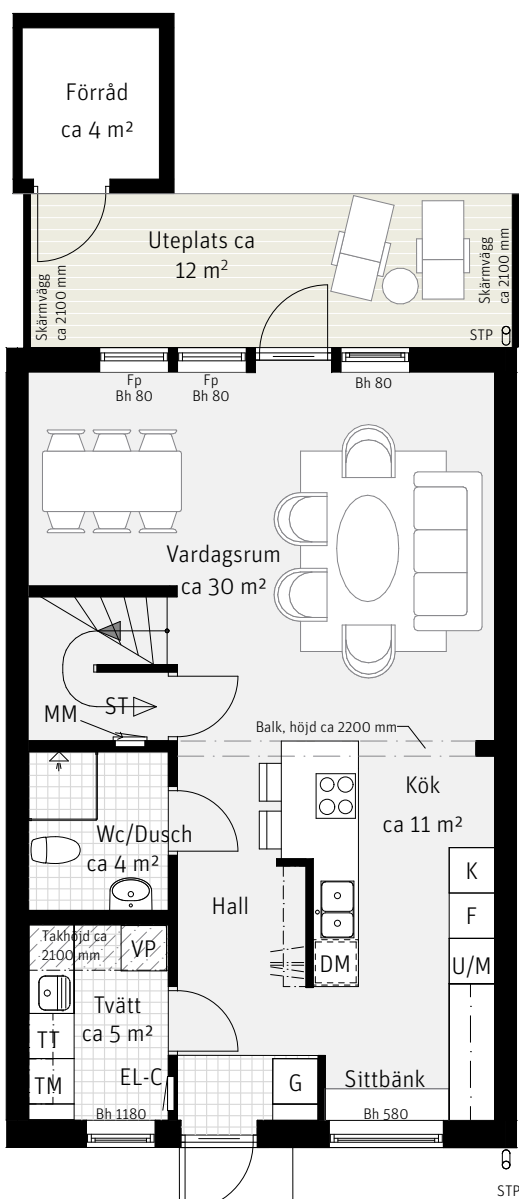 Förråd
ca 4 m²
Uteplats ca
12 m²
Skärmvägg
ca 2100 mm
Skärmvägg
ca 2100 mm
STP
Fp
Bh 80
Fp
Bh 80
Bh 80
Vardagsrum
ca 30 m²
ST
MM
Balk, höjd ca 2200 mm
Kök
ca 11 m²
Wc/Dusch
ca 4 m²
K
Hall
F
Takhöjd ca
2100 mm
VP
DM
U/M
Tvätt
ca 5 m²
TT
TM
EL-C
G
Sittbänk
Bh 1180
Bh 580
STP